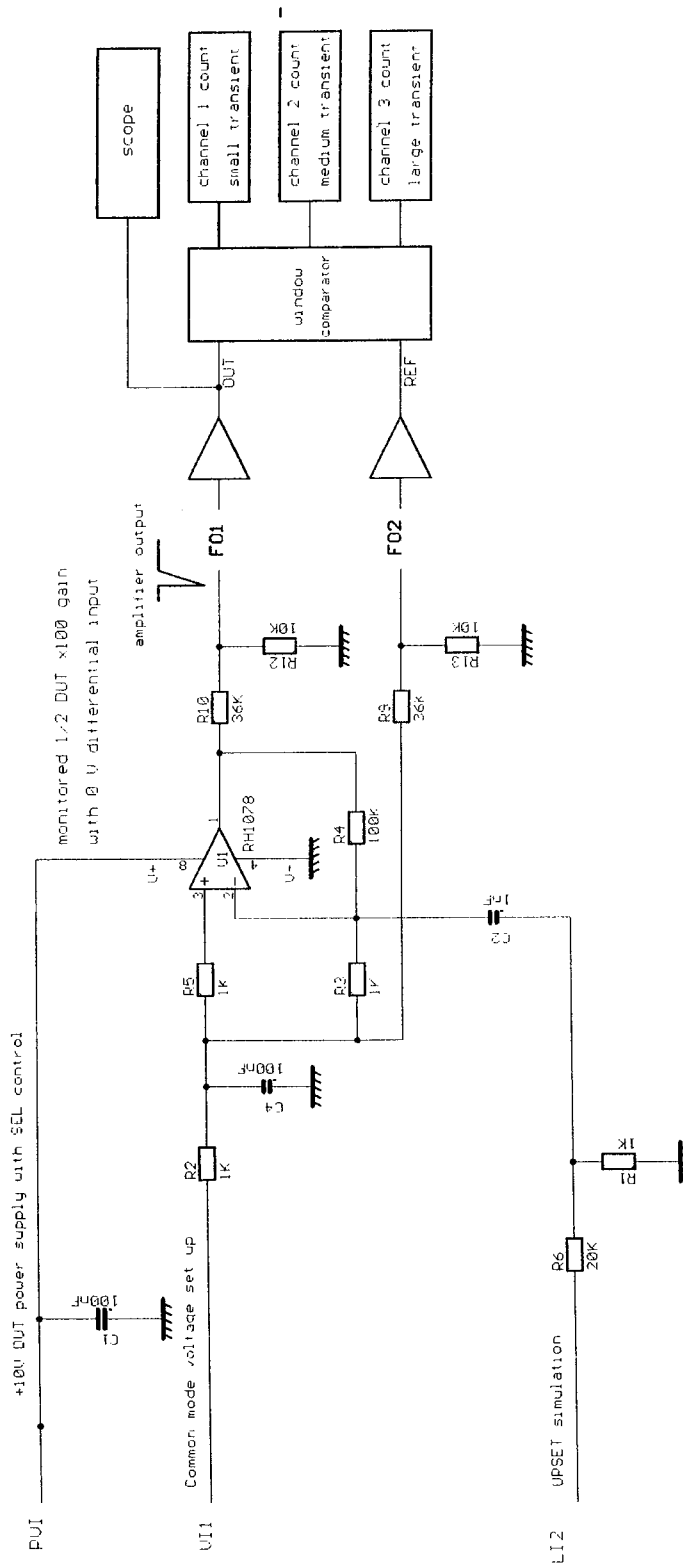 PVI
+10V DUT power supply with SEL control
C1
100nF
monitored 1/2 DUT x100 gain
with 0 V differential input
VI1
Common mode voltage set up
R2
1K
C4
100nF
R5
1K
R3
1K
3
+
2
-
U1
V+
8
V-
4
1
RH1078
R4
100K
R10
36K
R12
10K
amplifier output
FO1
R9
36K
R13
10K
FO2
OUT
REF
scope
window
comparator
channel 1 count
small transient
channel 2 count
medium transient
channel 3 count
large transient
LI2
UPSET simulation
R6
20K
R1
1K
C2
1nF